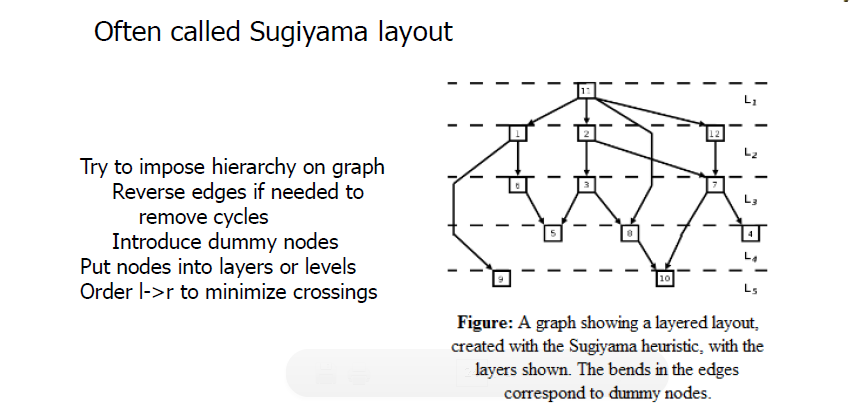 Often called Sugiyama layout
Try to impose hierarchy on graph
Reverse edges if needed to
remove cycles
Introduce dummy nodes
Put nodes into layers or levels
Order l->r to minimize crossings
11
L1
1
2
12
L2
6
3
7
L3
5
8
4
L4
9
10
L5
Figure: A graph showing a layered layout,
created with the Sugiyama heuristic, with the
layers shown. The bends in the edges
correspond to dummy nodes.